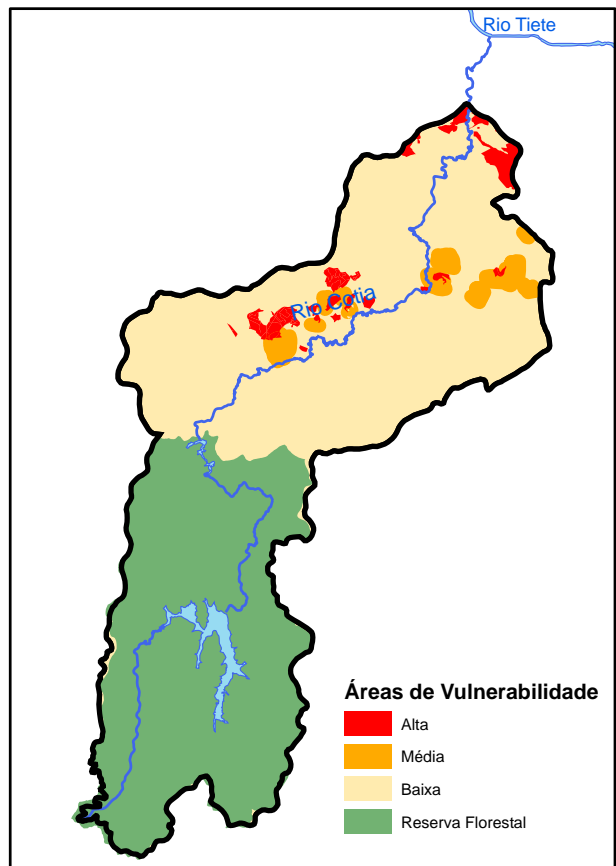 Rio Tiete
Rio Cotia
Áreas de Vulnerabilidade
Alta
Média
Baixa
Reserva Florestal